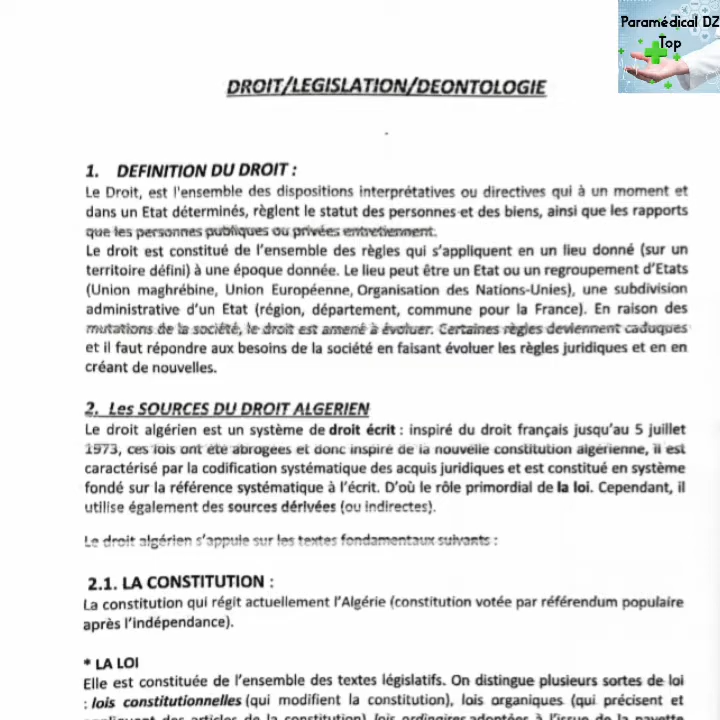 Paramédical DZ
Top
DROIT/LEGISLATION/DEONTOLOGIE
1. DEFINITION DU DROIT :
Le Droit, est l'ensemble des dispositions interprétatives ou directives qui à un moment et
dans un Etat déterminés, règlent le statut des personnes et des biens, ainsi que les rapports
que les personnes publiques ou privées entretiennent.
Le droit est constitué de l'ensemble des règles qui s'appliquent en un lieu donné (sur un
territoire défini) à une époque donnée. Le lieu peut être un Etat ou un regroupement d'Etats
(Union maghrébine, Union Européenne, Organisation des Nations-Unies), une subdivision
administrative d'un Etat (région, département, commune pour la France). En raison des
mutations de la société, le droit est amené à évoluer. Certaines règles deviennent caduques
et il faut répondre aux besoins de la société en faisant évoluer les règles juridiques et en en
créant de nouvelles.
2. Les SOURCES DU DROIT ALGERIEN
Le droit algérien est un système de droit écrit : inspiré du droit français jusqu'au 5 juillet
1973, ces lois ont été abrogées et donc inspiré de la nouvelle constitution algérienne, il est
caractérisé par la codification systématique des acquis juridiques et est constitué en système
fondé sur la référence systématique à l'écrit. D'où le rôle primordial de la loi. Cependant, il
utilise également des sources dérivées (ou indirectes).
Le droit algérien s'appuie sur les textes fondamentaux suivants :
2.1. LA CONSTITUTION :
La constitution qui régit actuellement l'Algérie (constitution votée par référendum populaire
après l'indépendance).
* LA LOI
Elle est constituée de l'ensemble des textes législatifs. On distingue plusieurs sortes de loi
: lois constitutionnelles (qui modifient la constitution), lois organiques (qui précisent et
appliquent des articles de la constitution) lois ordinaires adoptées à l'issue de la navette